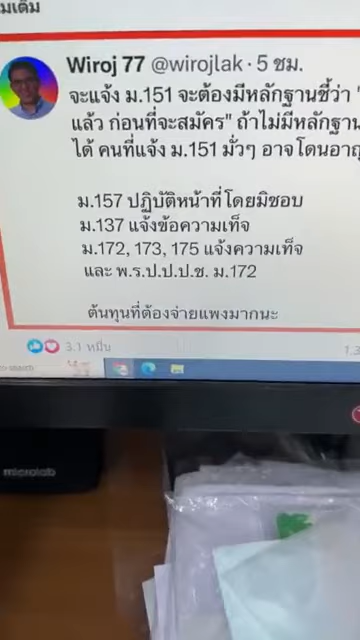 มเติม
Wiroj 77 @wirojlak · 5 ชม.
จะแจ้ง ม.151 จะต้องมีหลักฐานชี้ว่า "
แล้ว ก่อนที่จะสมัคร" ถ้าไม่มีหลักฐาน
ได้ คนที่แจ้ง ม.151 มั่วๆ อาจโดนอาญ
ม.157 ปฏิบัติหน้าที่โดยมิชอบ
ม.137 แจ้งข้อความเท็จ
ม.172, 173, 175 แจ้งความเท็จ
และ พ.ร.ป.ป.ป.ช. ม.172
ต้นทุนที่ต้องจ่ายแพงมากนะ
3.1 หมื่น
1.3
microlab